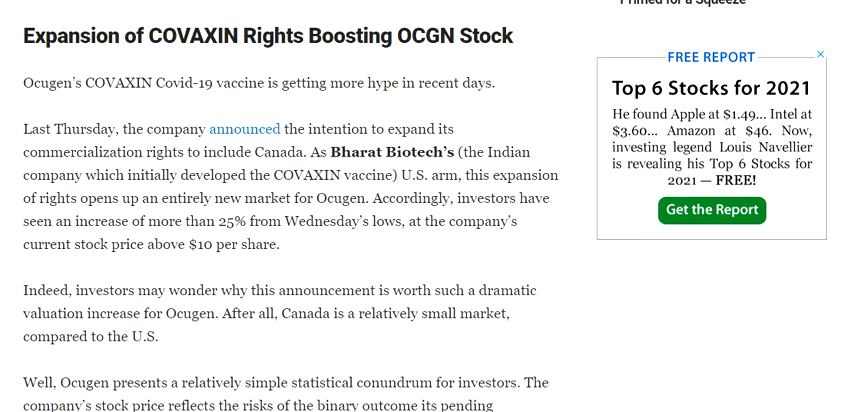 Primed for a Squeeze
Expansion of COVAXIN Rights Boosting OCGN Stock
Ocugen's COVAXIN Covid-19 vaccine is getting more hype in recent days.
Last Thursday, the company announced the intention to expand its
commercialization rights to include Canada. As Bharat Biotech's (the Indian
company which initially developed the COVAXIN vaccine) U.S. arm, this expansion
of rights opens up an entirely new market for Ocugen. Accordingly, investors have
seen an increase of more than 25% from Wednesday's lows, at the company's
current stock price above $10 per share.
Indeed, investors may wonder why this announcement is worth such a dramatic
valuation increase for Ocugen. After all, Canada is a relatively small market,
compared to the U.S.
Well, Ocugen presents a relatively simple statistical conundrum for investors. The
company's stock price reflects the risks of the binary outcome its pending
FREE REPORT
Top 6 Stocks for 2021
He found Apple at $1.49... Intel at
$3.60... Amazon at $46. Now,
investing legend Louis Navellier
is revealing his Top 6 Stocks for
2021 — FREE!
Get the Report